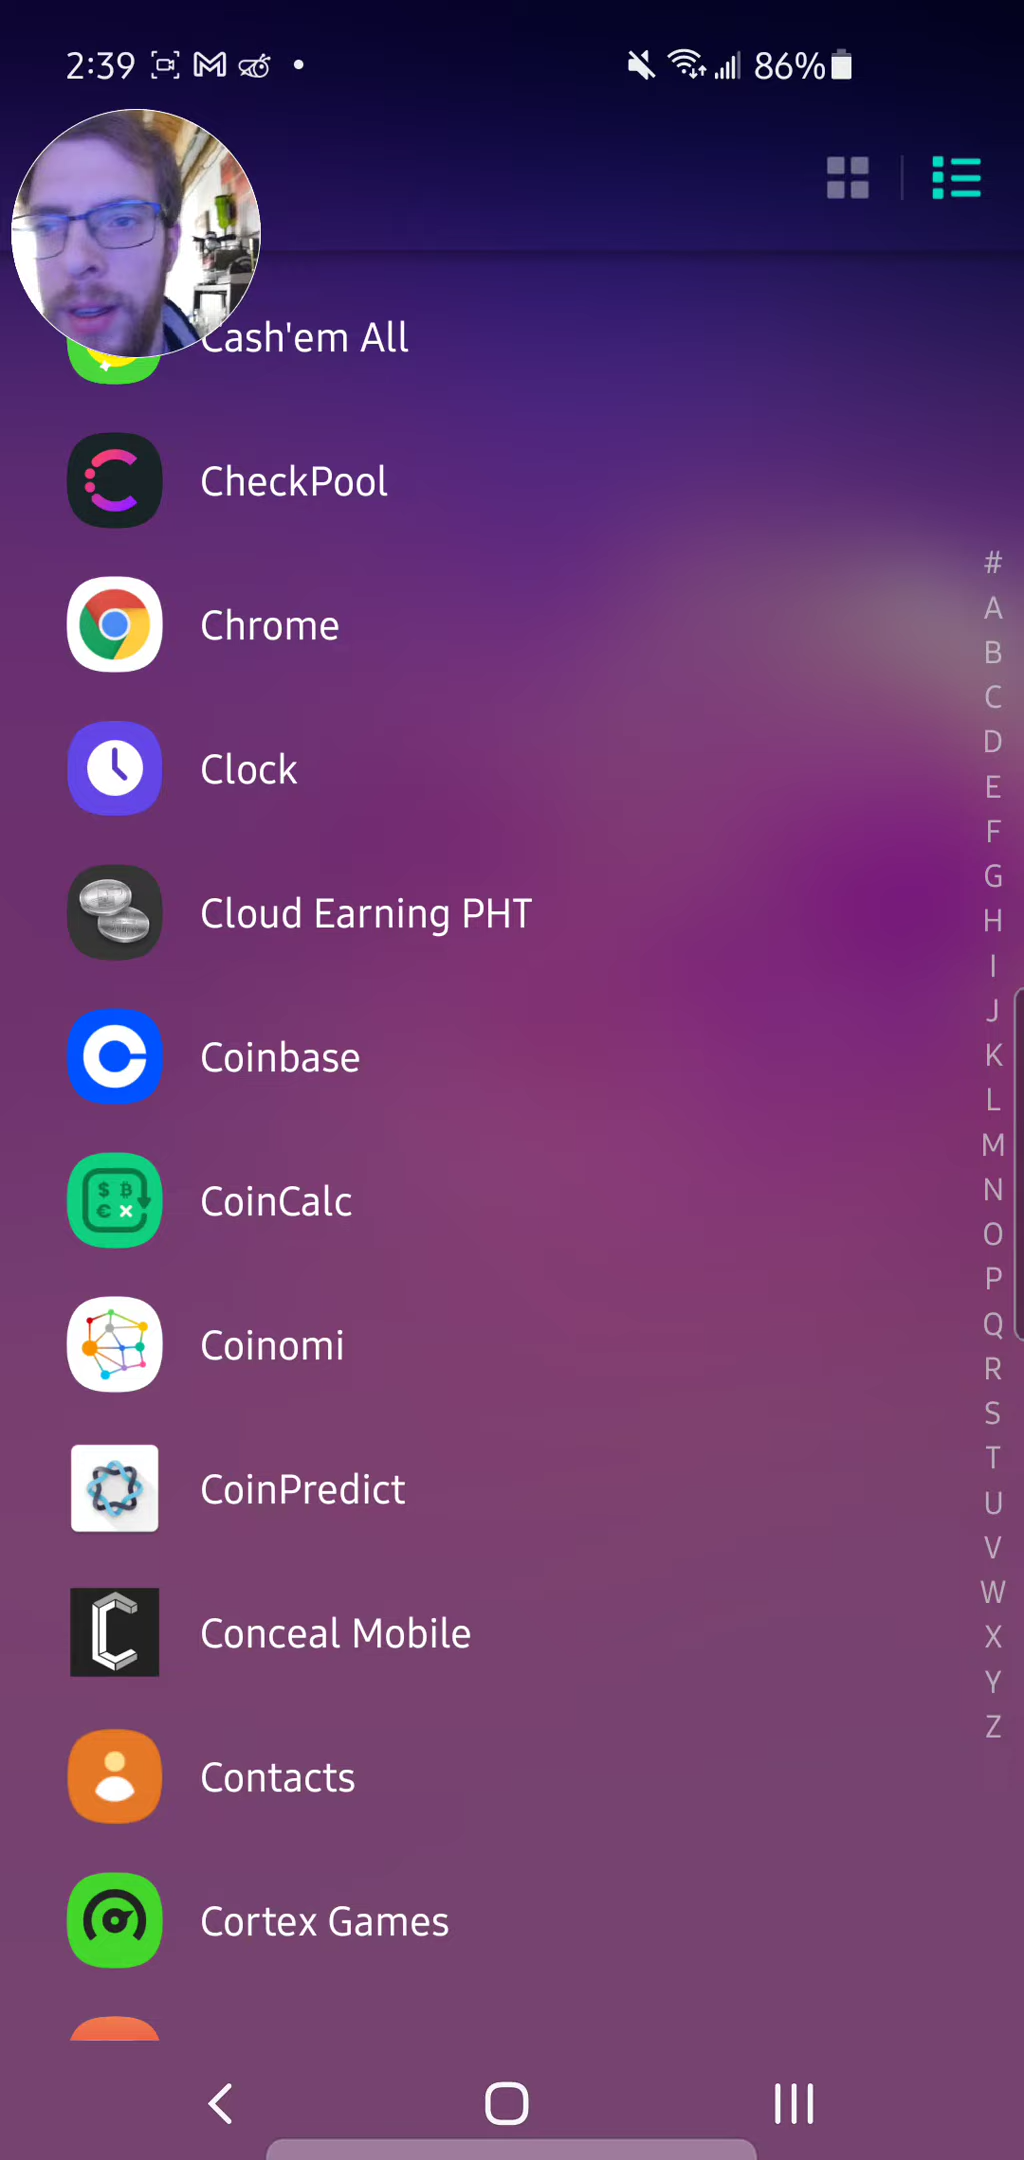 2:39
86%
Cash'em All
CheckPool
Chrome
Clock
Cloud Earning PHT
Coinbase
CoinCalc
Coinomi
CoinPredict
Conceal Mobile
Contacts
Cortex Games
#
A
B
C
D
E
F
G
H
I
J
K
L
M
N
O
P
Q
R
S
T
U
V
W
X
Y
Z